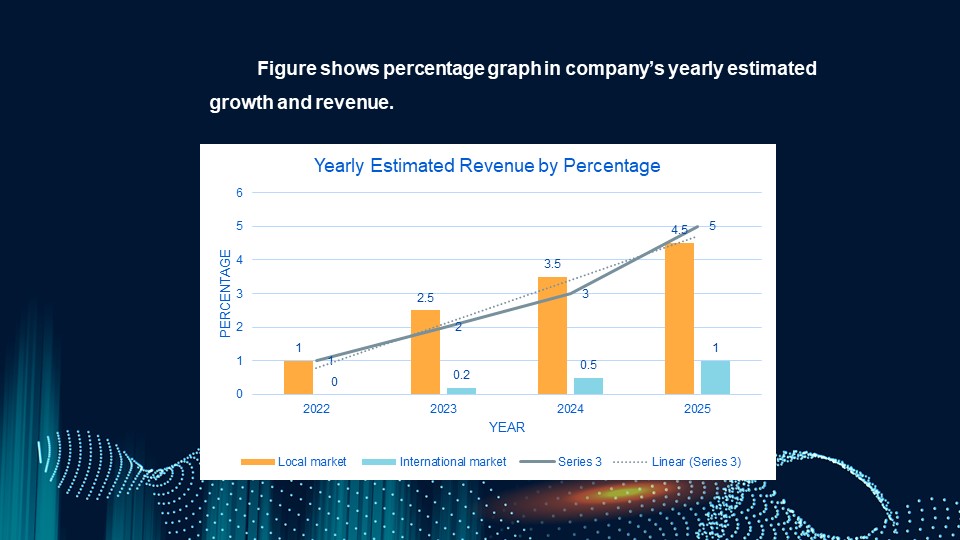 Figure shows percentage graph in company’s yearly estimated
growth and revenue.
Yearly Estimated Revenue by Percentage
PERCENTAGE
6
5
4
3
2
1
0
1
1
0
2.5
2
0.2
3.5
3
0.5
4.5
5
1
2022 2023 2024 2025
YEAR
Local market International market Series 3 Linear (Series 3)